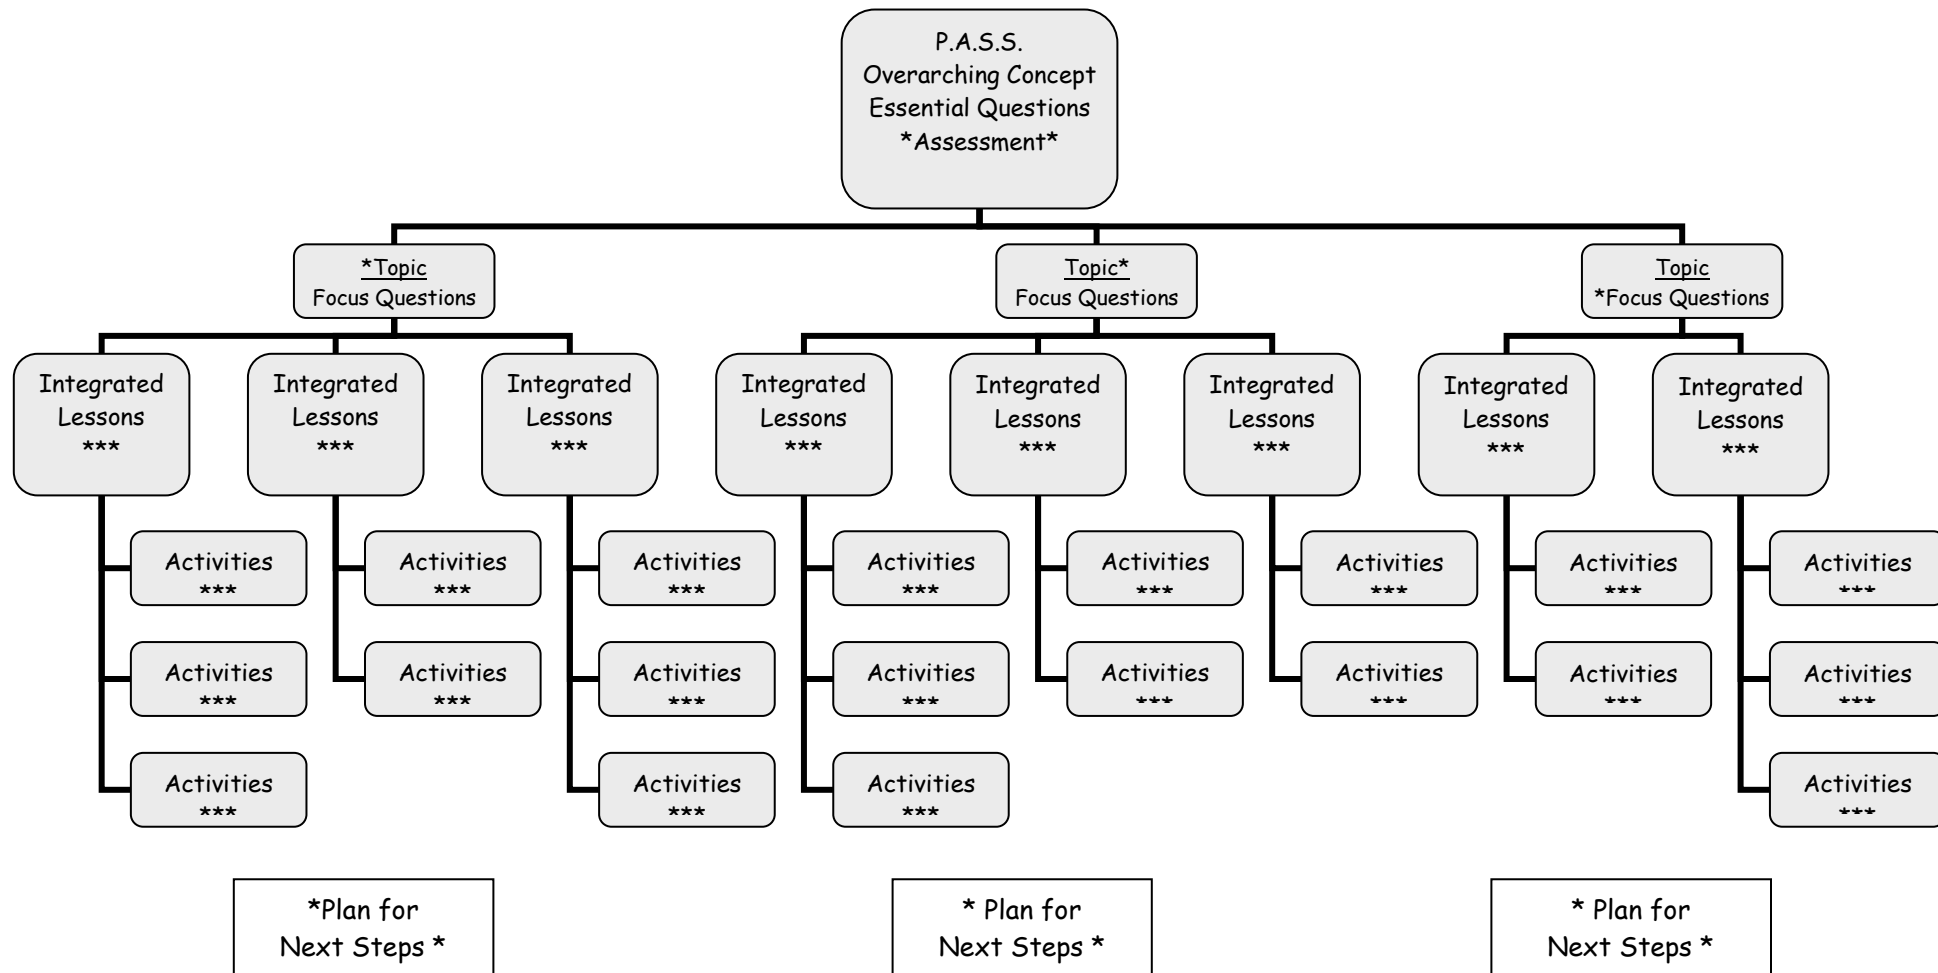 P.A.S.S.
Overarching Concept
Essential Questions
*Assessment*
*Topic
Focus Questions
Topic*
Focus Questions
Topic
*Focus Questions
Integrated
Lessons
***
Integrated
Lessons
***
Integrated
Lessons
***
Integrated
Lessons
***
Integrated
Lessons
***
Integrated
Lessons
***
Integrated
Lessons
***
Integrated
Lessons
***
Activities
***
Activities
***
Activities
***
Activities
***
Activities
***
Activities
***
Activities
***
Activities
***
Activities
***
Activities
***
Activities
***
Activities
***
Activities
***
Activities
***
Activities
***
Activities
***
Activities
***
Activities
***
Activities
***
Activities
***
*Plan for
Next Steps *
* Plan for
Next Steps *
* Plan for
Next Steps *